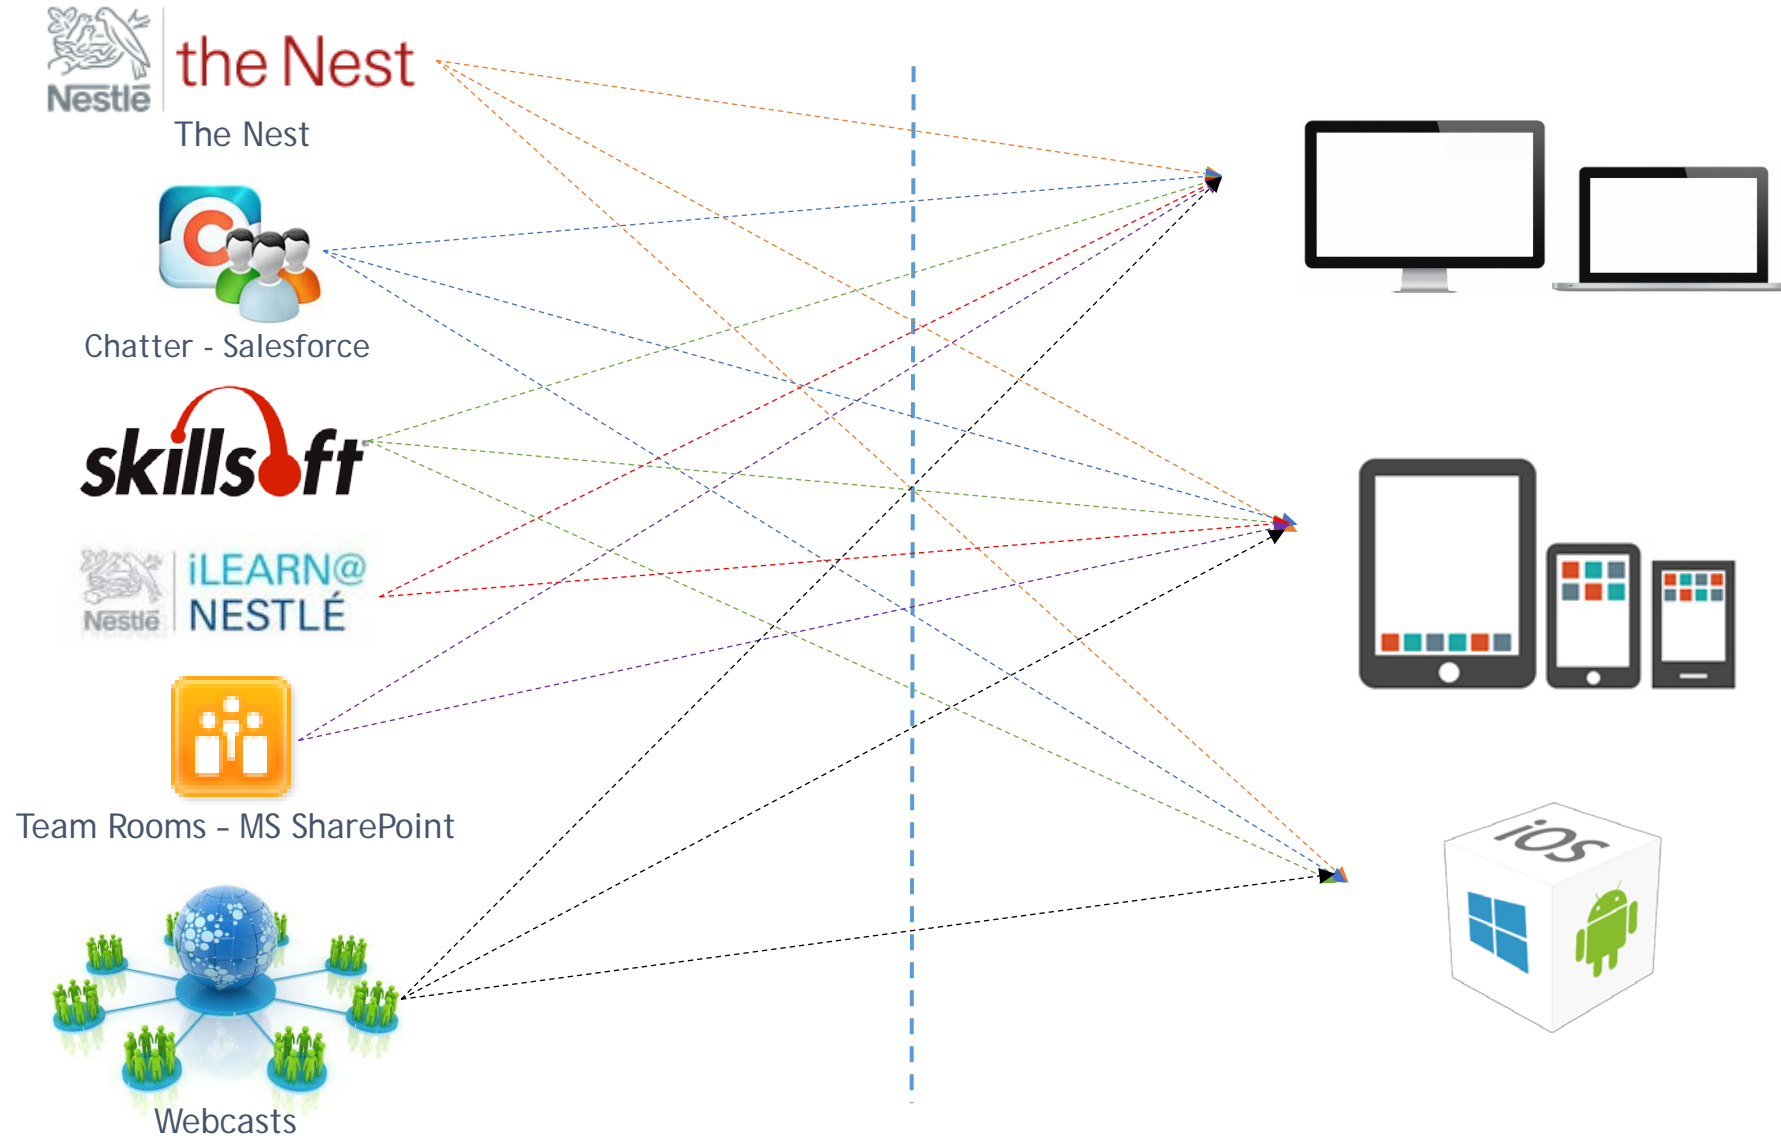 the Nest
Nestlé
The Nest
C
Chatter - Salesforce
skillsoft
iLEARN@
Nestlé
NESTLÉ
Team Rooms – MS SharePoint
iOS
Webcasts